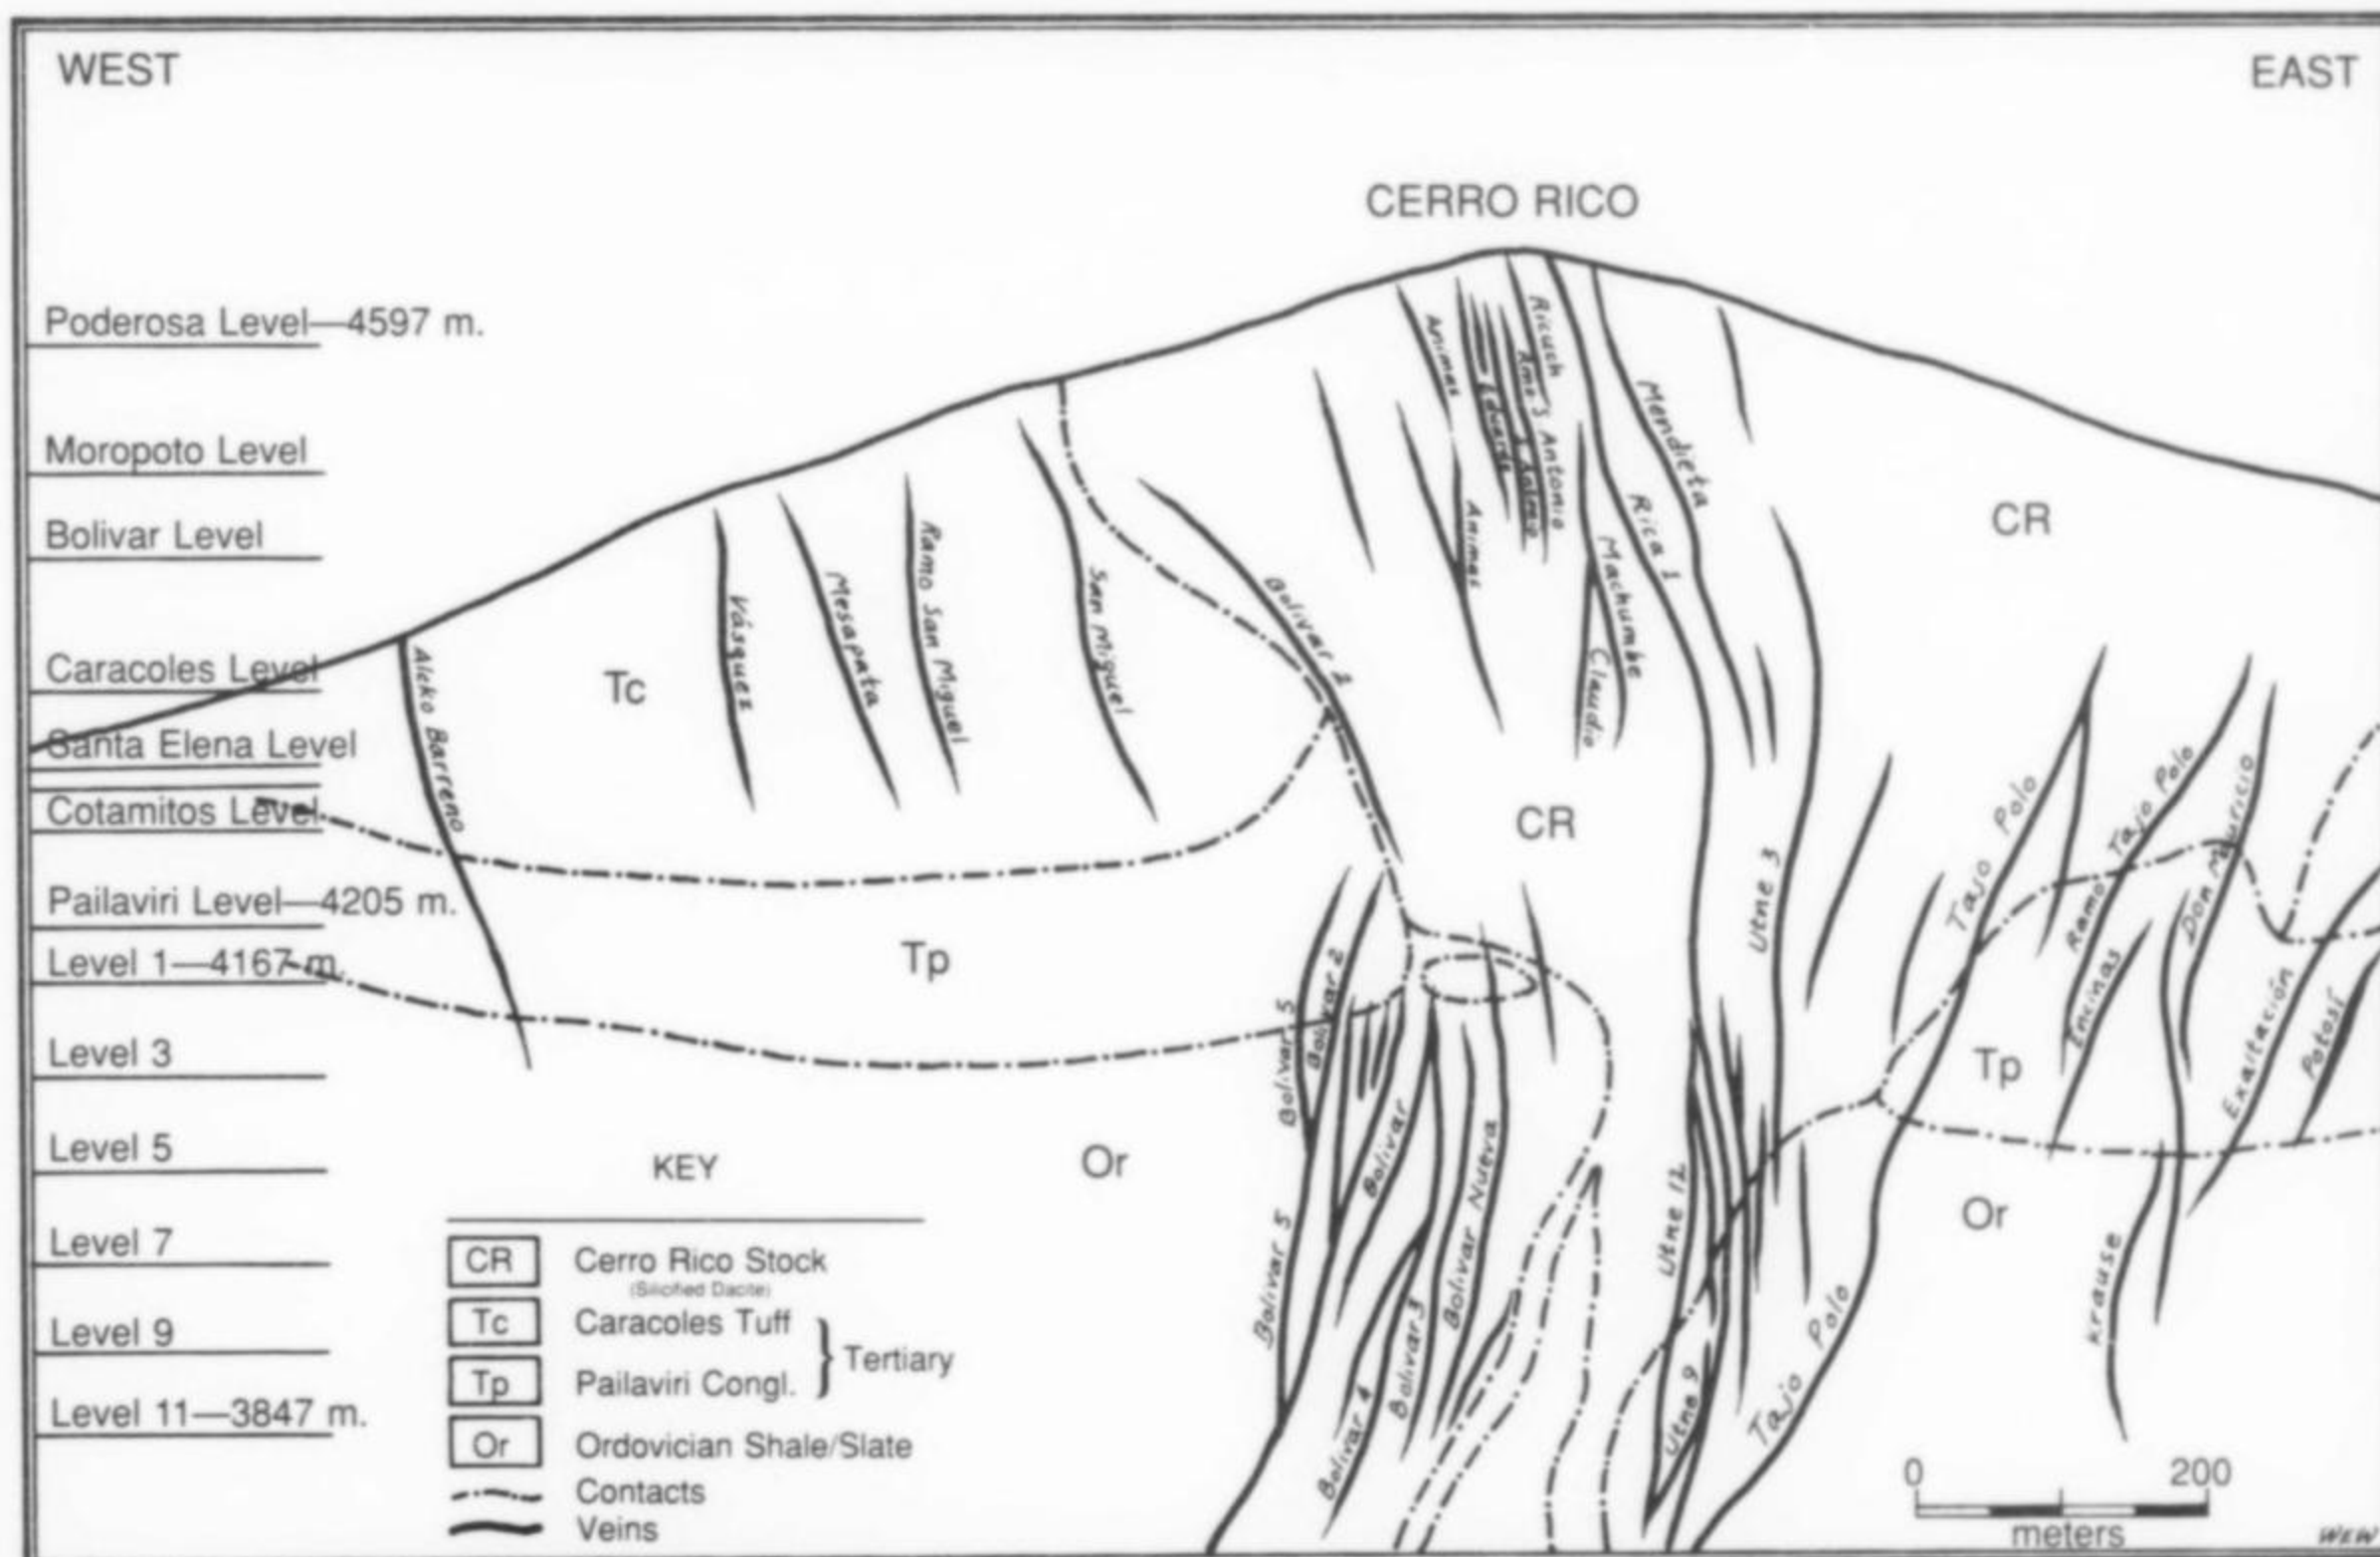 WEST
EAST
CERRO RICO
Poderosa Level—4597 m.
Moropoto Level
Bolivar Level
Caracoles Level
Santa Elena Level
Cotamitos Level
Pailaviri Level—4205 m.
Level 1—4167 m.
Level 3
Level 5
Level 7
Level 9
Level 11—3847 m.
Alcko Barreno
Tc
Vásquez
Mesapata
Ramo San Miguel
San Miguel
Bolivar 2
Animas
Animas
Ricuch
Ramo S Antonio
Machumbe
Claudio
Rica 1
Mendieta
CR
CR
Utne 3
Tajo Polo
Ramo Tajo Polo
Don Mauricio
Encinas
Exaltación
Potosí
Tp
Tp
Bolivar 5
Bolivar 2
Bolivar
Bolivar Nueva
Bolivar 5
Bolivar 3
Bolivar 4
Utne 12
Utne 9
Tajo Polo
Krause
Or
Or
KEY
CR Cerro Rico Stock
(Silicified Dacite)
Tc Caracoles Tuff
Tertiary
Tp Pailaviri Congl.
Or Ordovician Shale/Slate
Contacts
Veins
0 200
meters
WEW